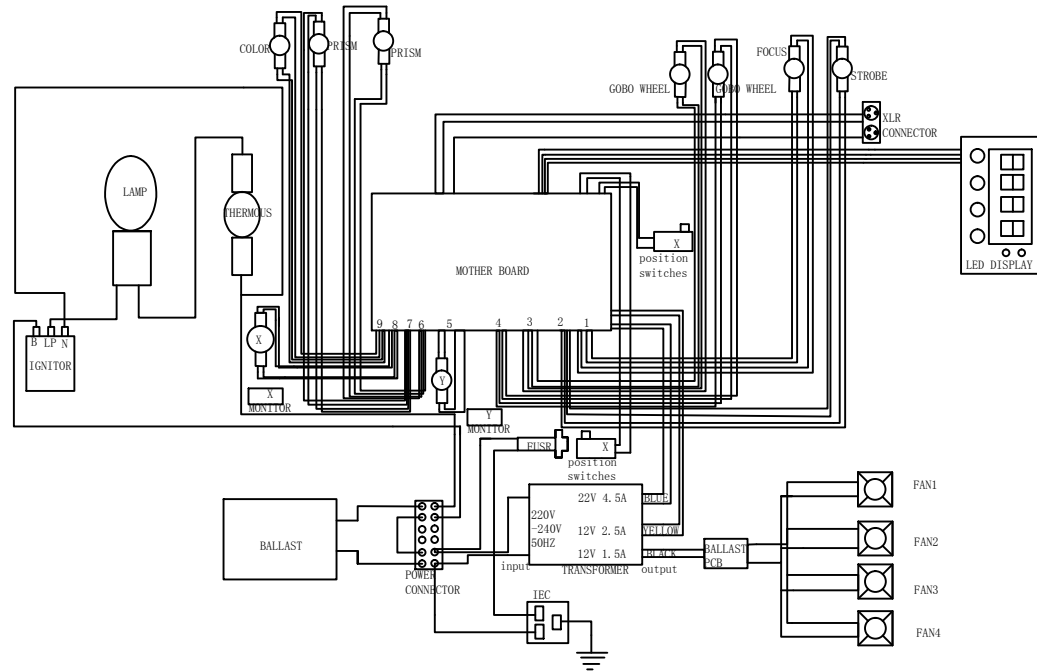 COLOR
PRISM
PRISM
FOCUS
GOBO WHEEL
GOBO WHEEL
STROBE
XLR
CONNECTOR
LAMP
THERMOUS
X
position
switches
LED DISPLAY
MOTHER BOARD
9 8 7 6 5 4 3 2 1
B LP N
IGNITOR
X
X
MONITOR
Y
Y
MONITOR
FUSR
X
position
switches
22V 4.5A
BLUE
220V
-240V
50HZ
12V 2.5A
YELLOW
12V 1.5A
BLACK
input
TRANSFORMER
output
BALLAST
POWER
CONNECTOR
BALLAST
PCB
IEC
FAN1
FAN2
FAN3
FAN4